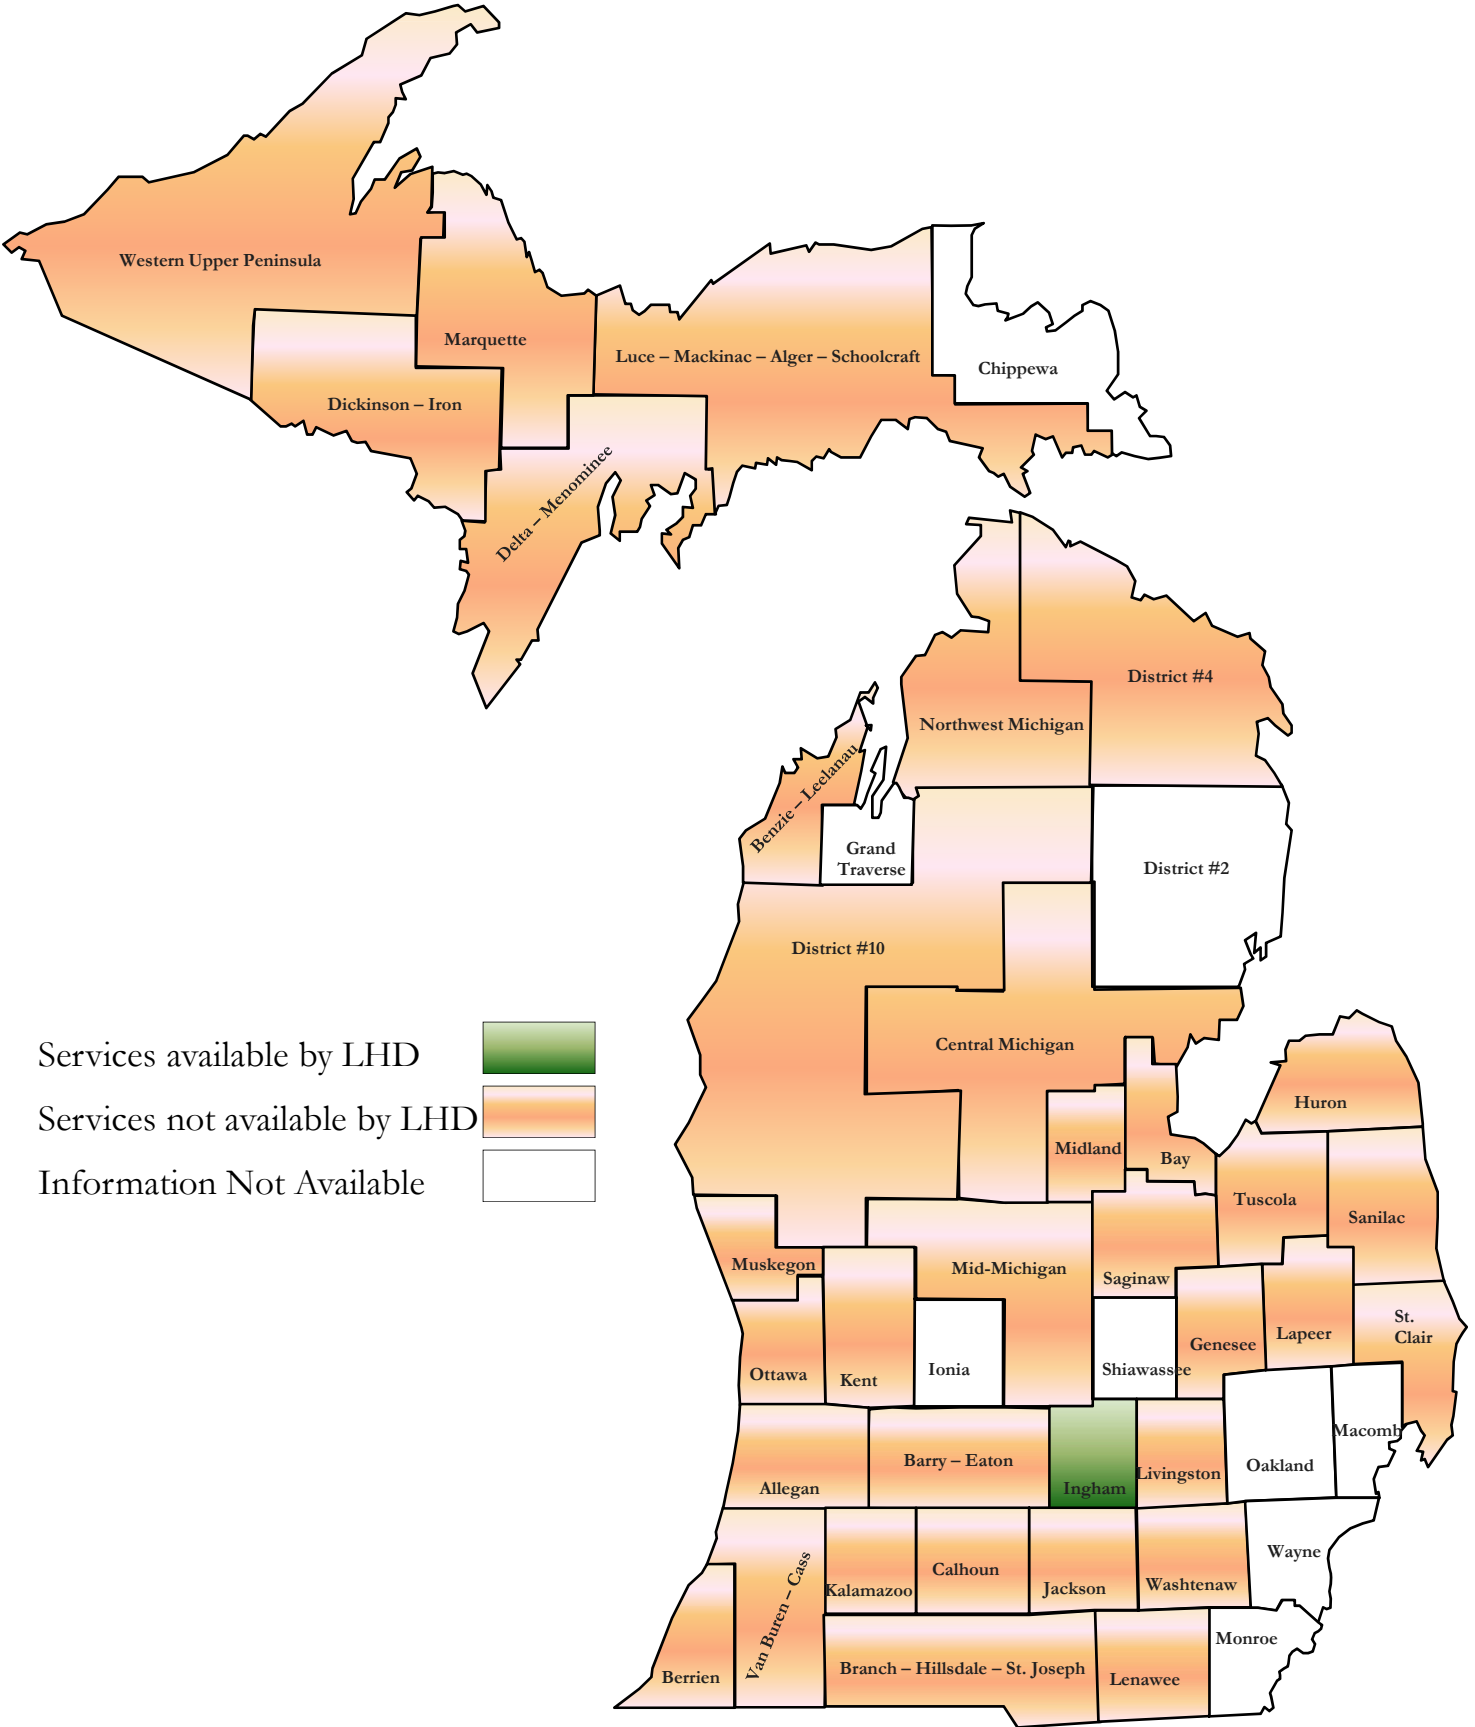 Western Upper Peninsula
Marquette
Luce – Mackinac – Alger – Schoolcraft
Chippewa
Dickinson – Iron
Delta – Menominee
District #4
Northwest Michigan
Benzie – Leelanau
Grand
Traverse
District #2
District #10
Central Michigan
Services available by LHD
Services not available by LHD
Information Not Available
Huron
Midland
Bay
Tuscola
Sanilac
Muskegon
Mid-Michigan
Saginaw
St.
Clair
Lapeer
Genesee
Shiawassee
Ionia
Kent
Ottawa
Macomb
Oakland
Livingston
Ingham
Barry – Eaton
Allegan
Wayne
Washtenaw
Jackson
Calhoun
Kalamazoo
Van Buren – Cass
Berrien
Branch – Hillsdale – St. Joseph
Lenawee
Monroe